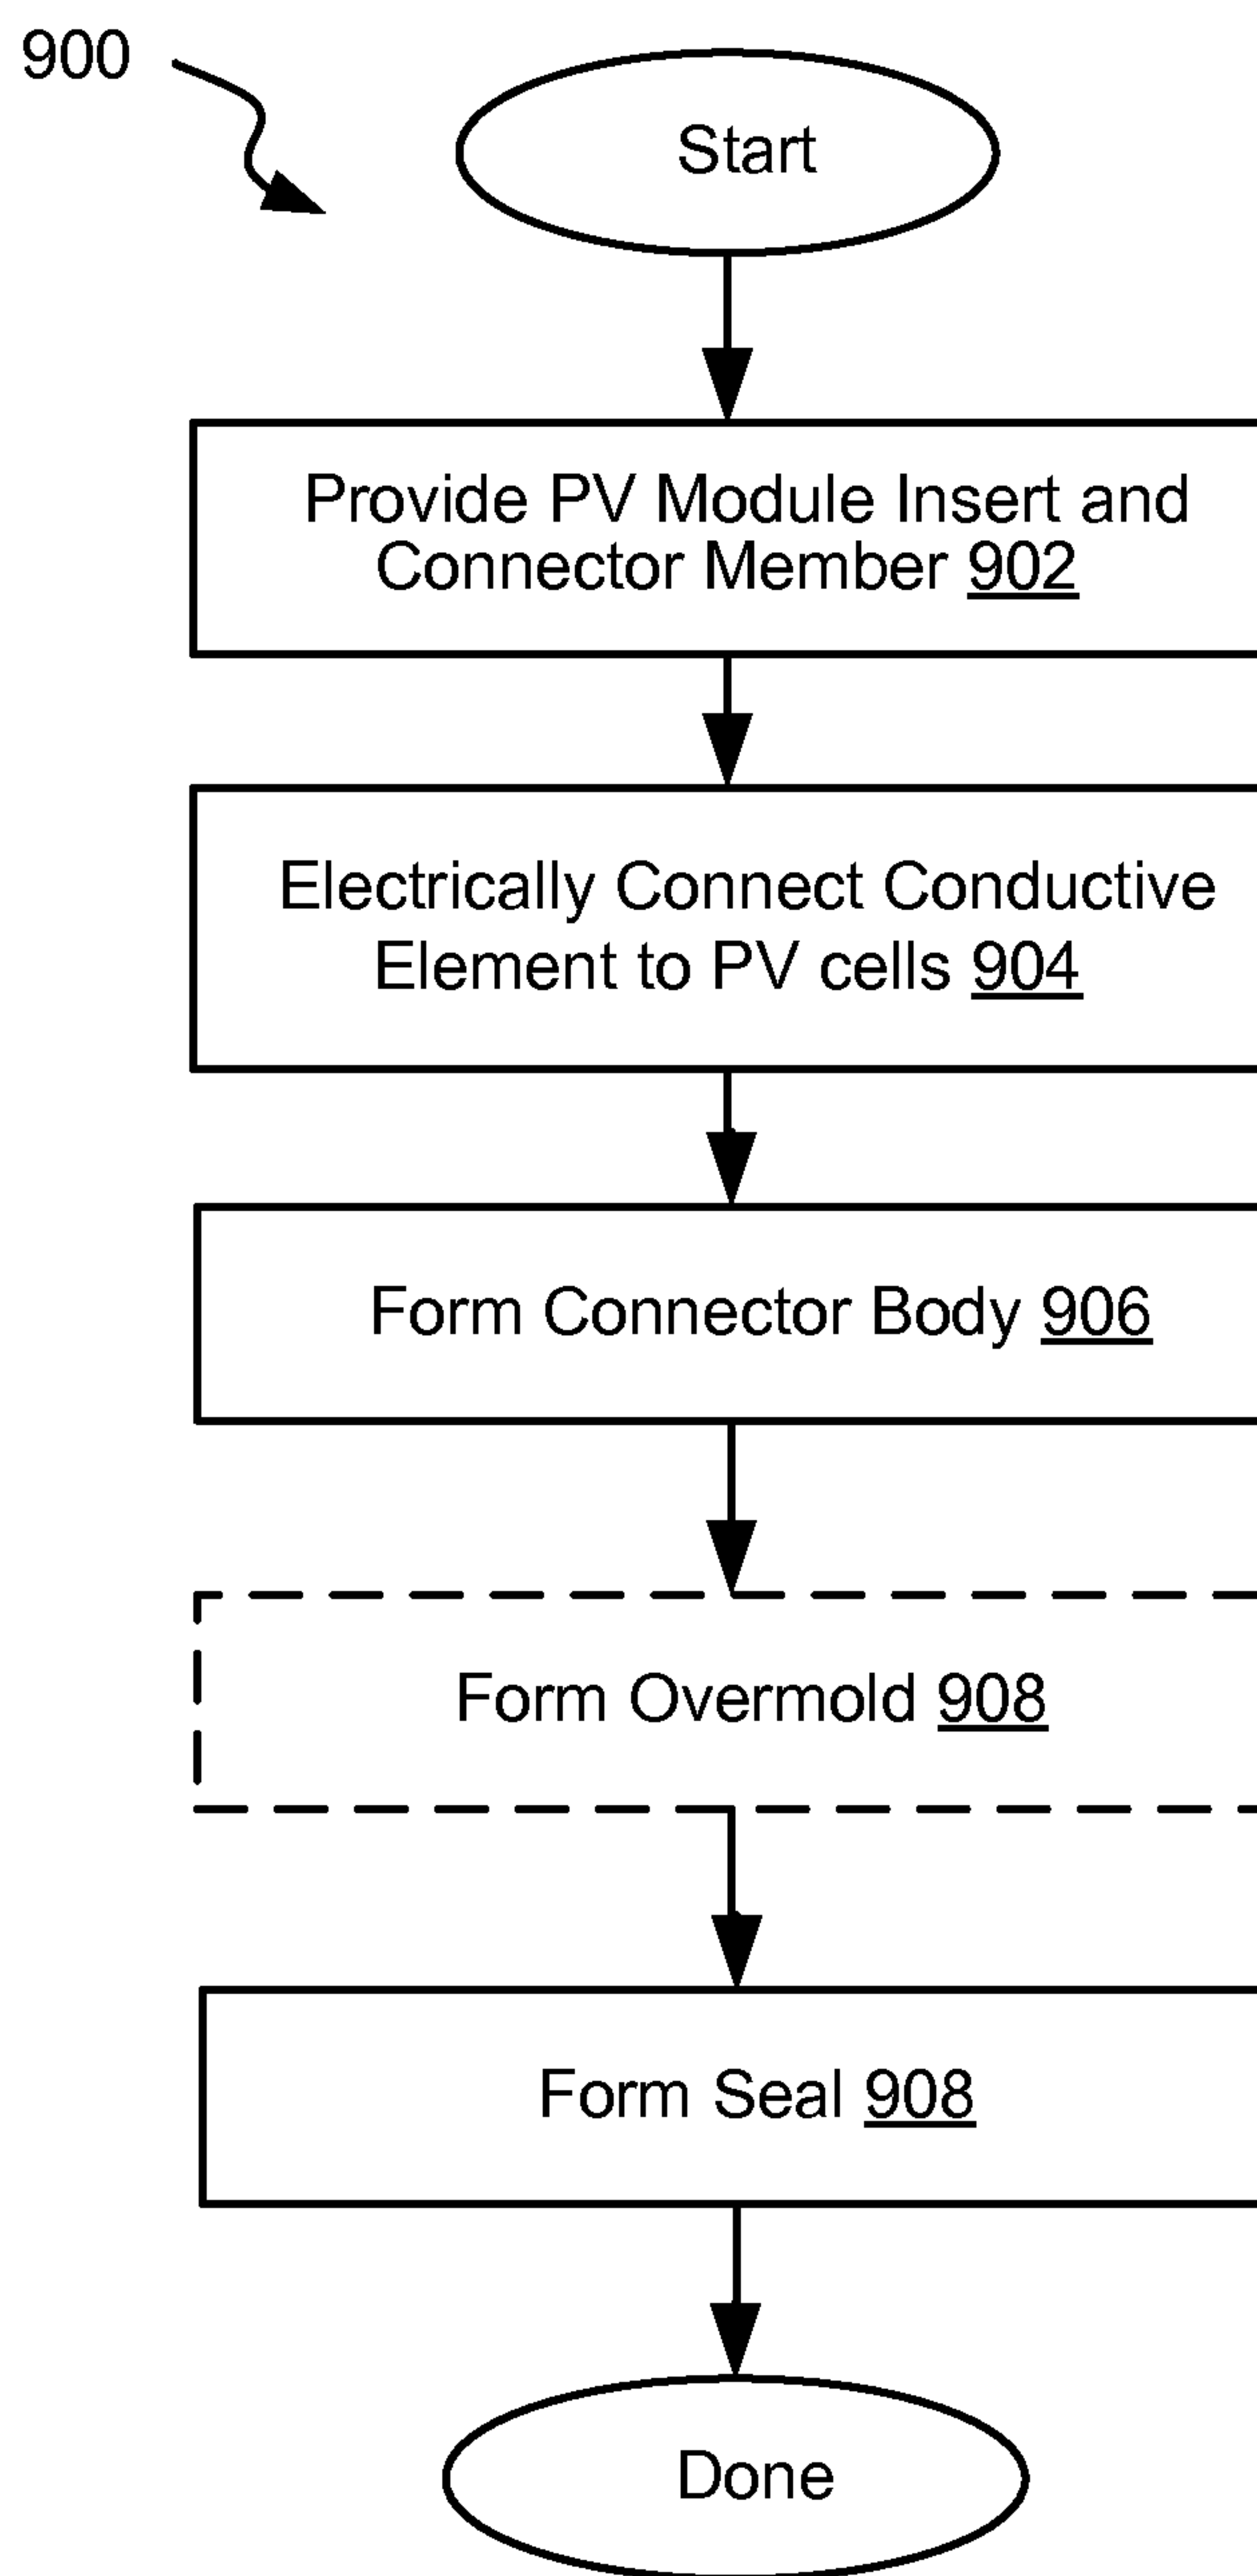 900
Start
Provide PV Module Insert and
Connector Member 902
Electrically Connect Conductive
Element to PV cells 904
Form Connector Body 906
Form Overmold 908
Form Seal 908
Done